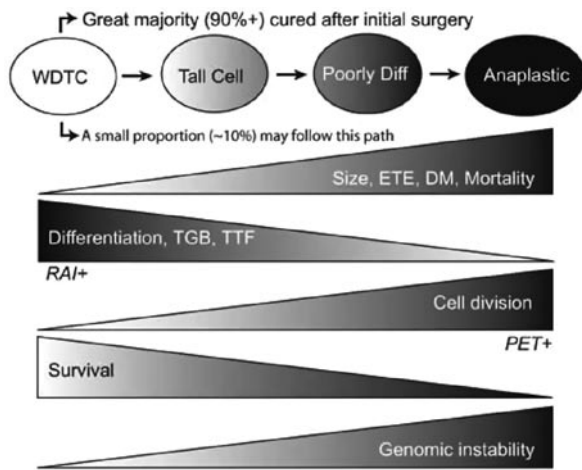 Great majority (90%+) cured after initial surgery
WDTC
Tall Cell
Poorly Diff
Anaplastic
A small proportion (~10%) may follow this path
Size, ETE, DM, Mortality
Differentiation, TGB, TTF
RAI+
Cell division
PET+
Survival
Genomic instability